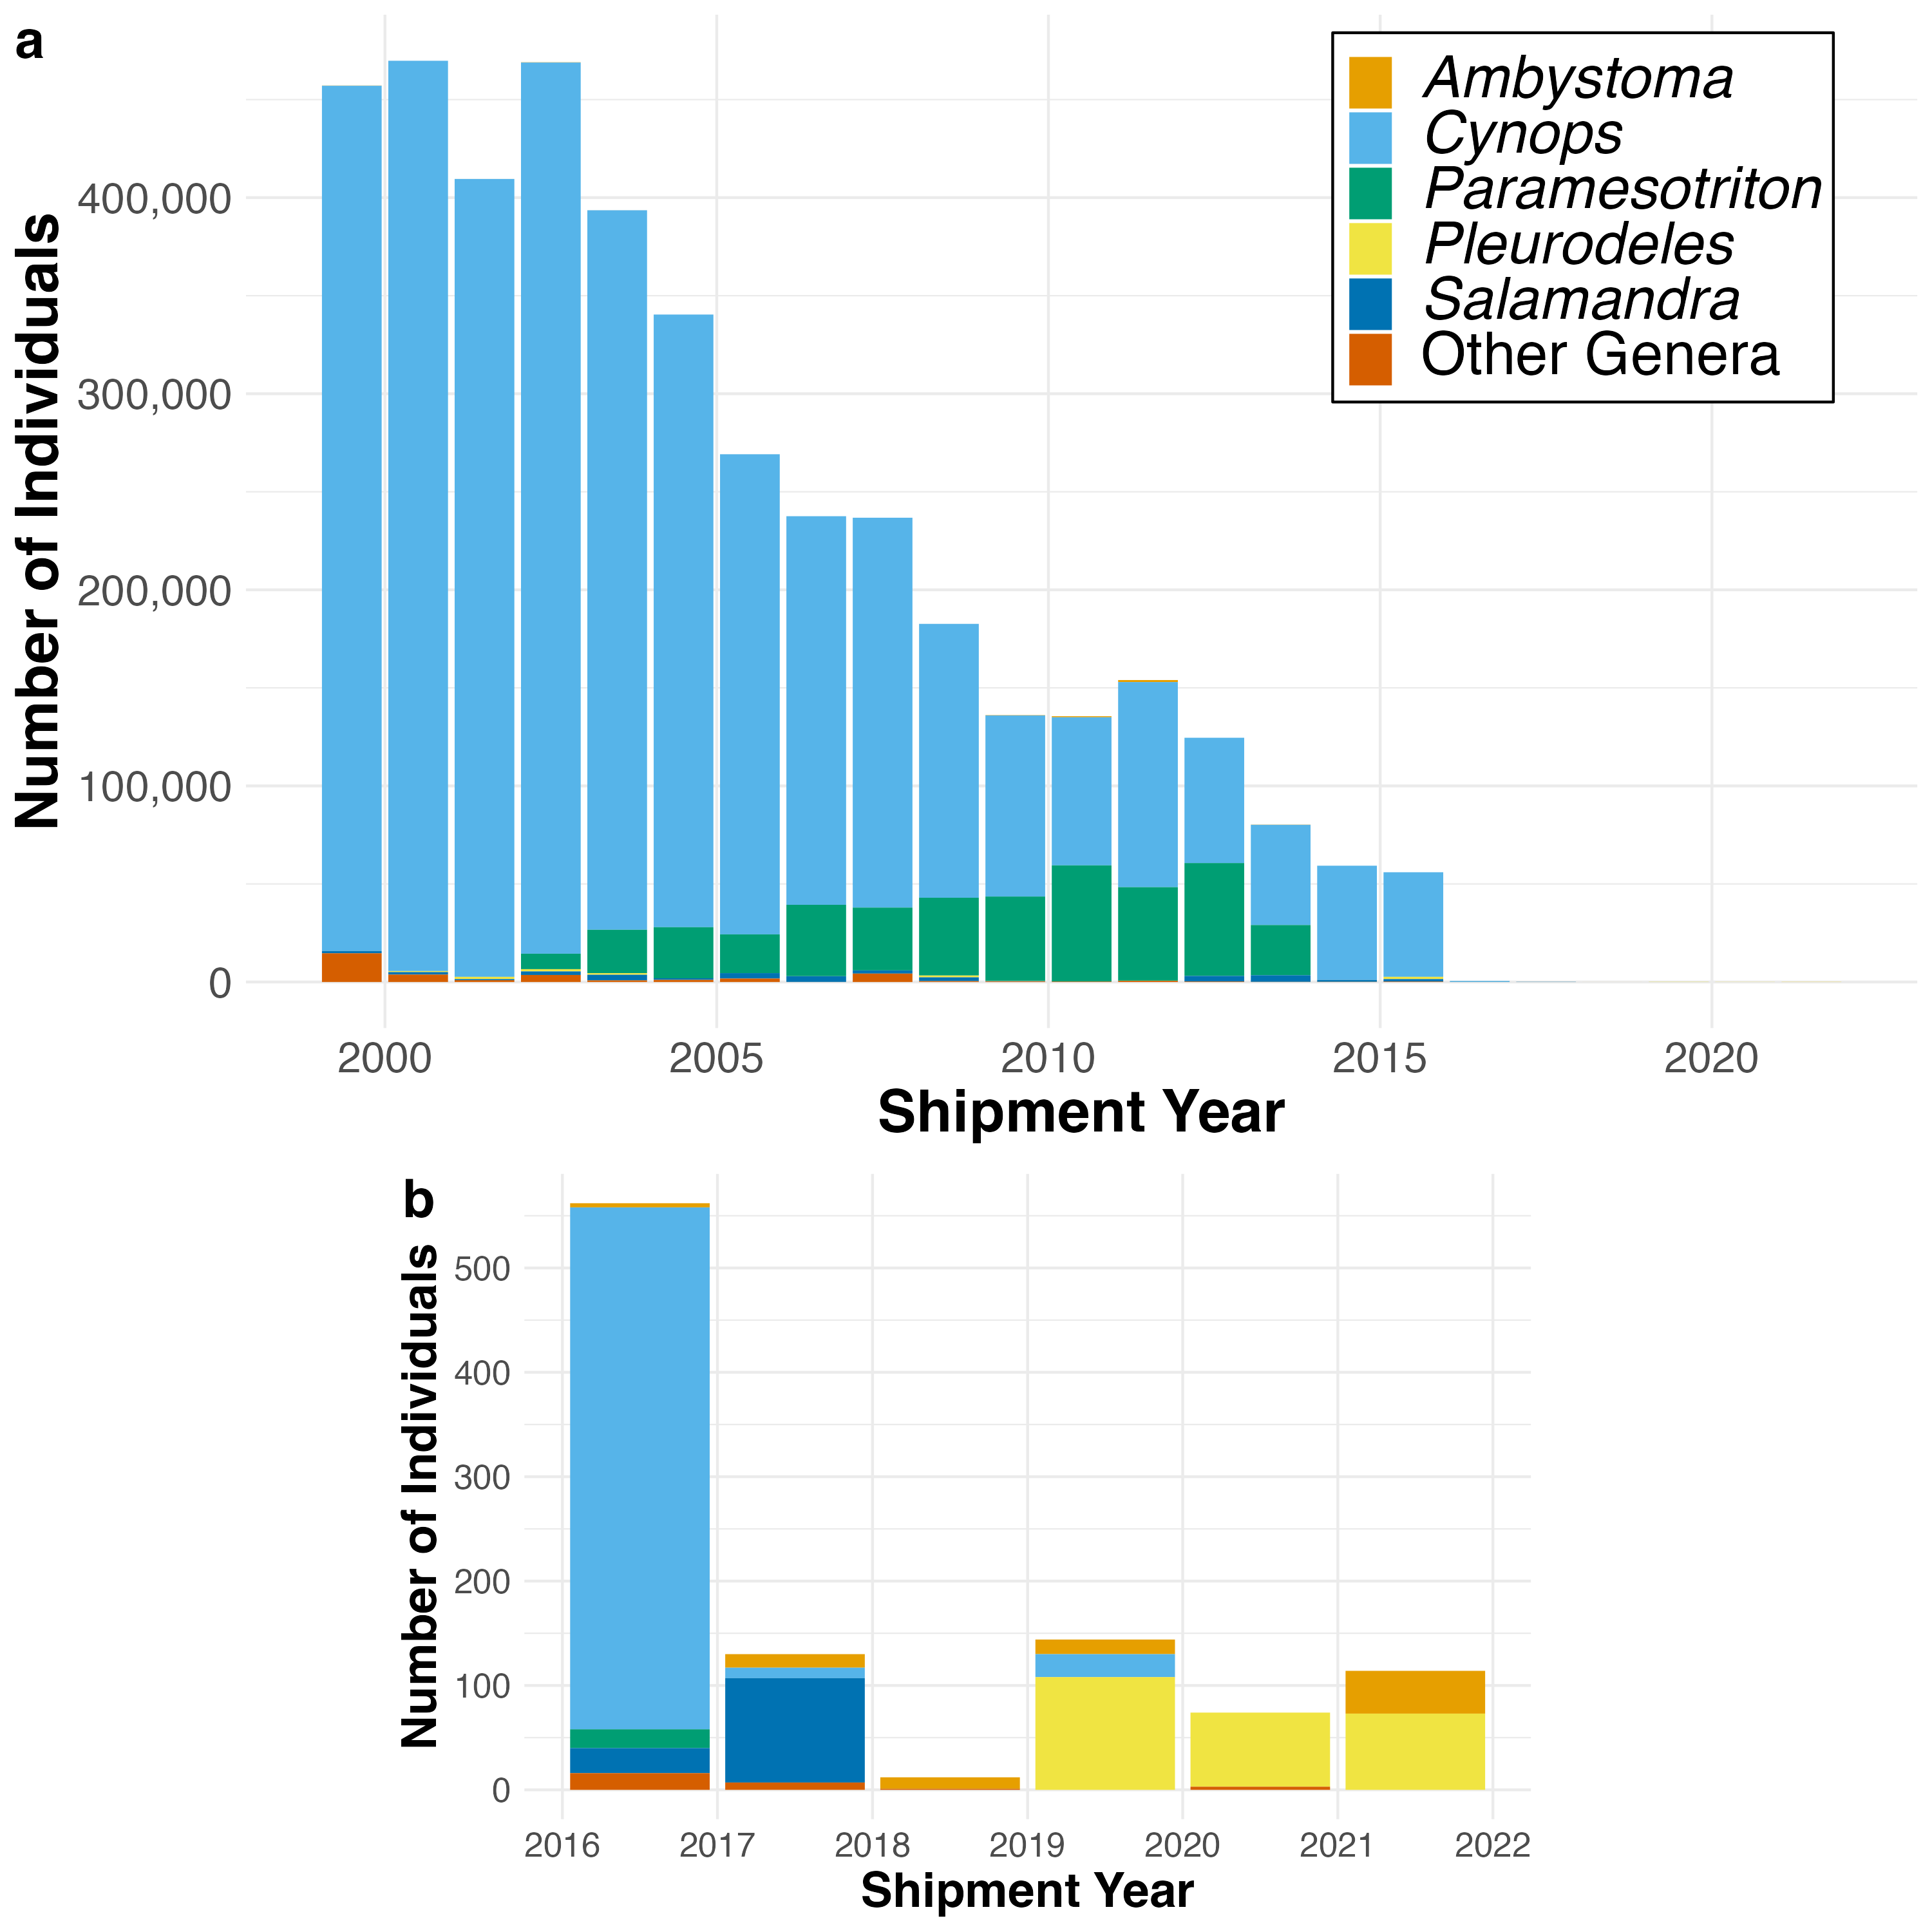 a
Ambystoma
Cynops
Paramesotriton
Pleurodeles
Salamandra
Other Genera
Number of Individuals
400,000
300,000
200,000
100,000
0
2000 2005 2010 2015 2020
Shipment Year
b
Number of Individuals
500
400
300
200
100
0
2016 2017 2018 2019 2020 2021 2022
Shipment Year